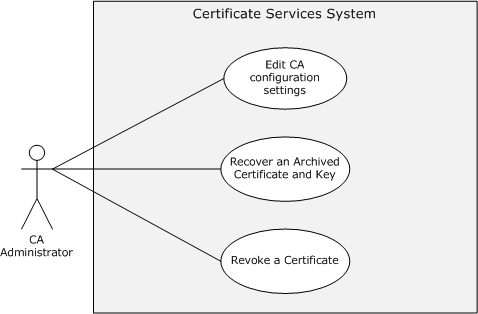 Certificate Services System
Edit CA
configuration
settings
Recover an Archived
Certificate and Key
CA
Administrator
Revoke a Certificate